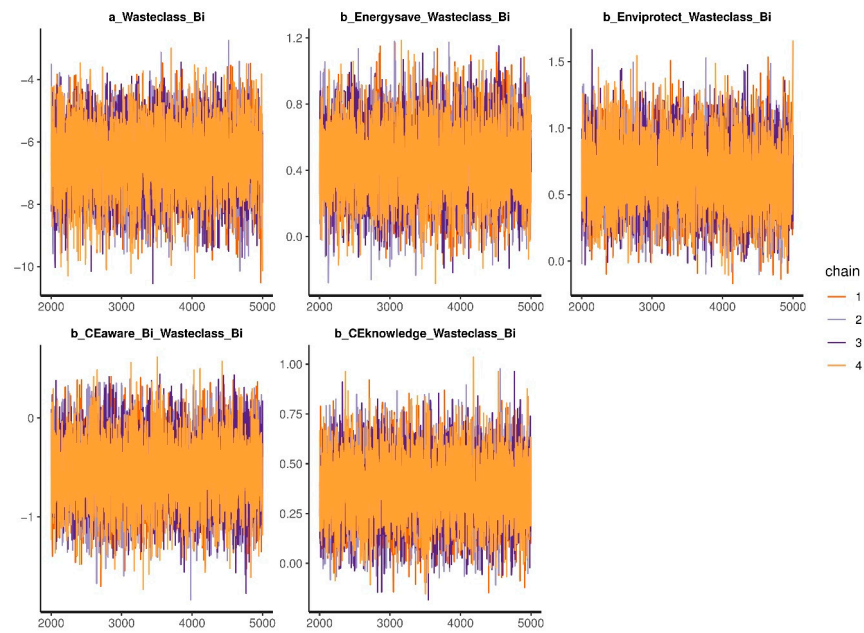 a_Wasteclass_Bi
b_Energysave_Wasteclass_Bi
b_Enviprotect_Wasteclass_Bi
−4
−6
−8
−10
2000 3000 4000 5000
1.2
0.8
0.4
0.0
2000 3000 4000 5000
1.5
1.0
0.5
0.0
2000 3000 4000 5000
b_CEaware_Bi_Wasteclass_Bi
b_CEknowledge_Wasteclass_Bi
0
−1
2000 3000 4000 5000
1.00
0.75
0.50
0.25
0.00
2000 3000 4000 5000
chain
1
2
3
4